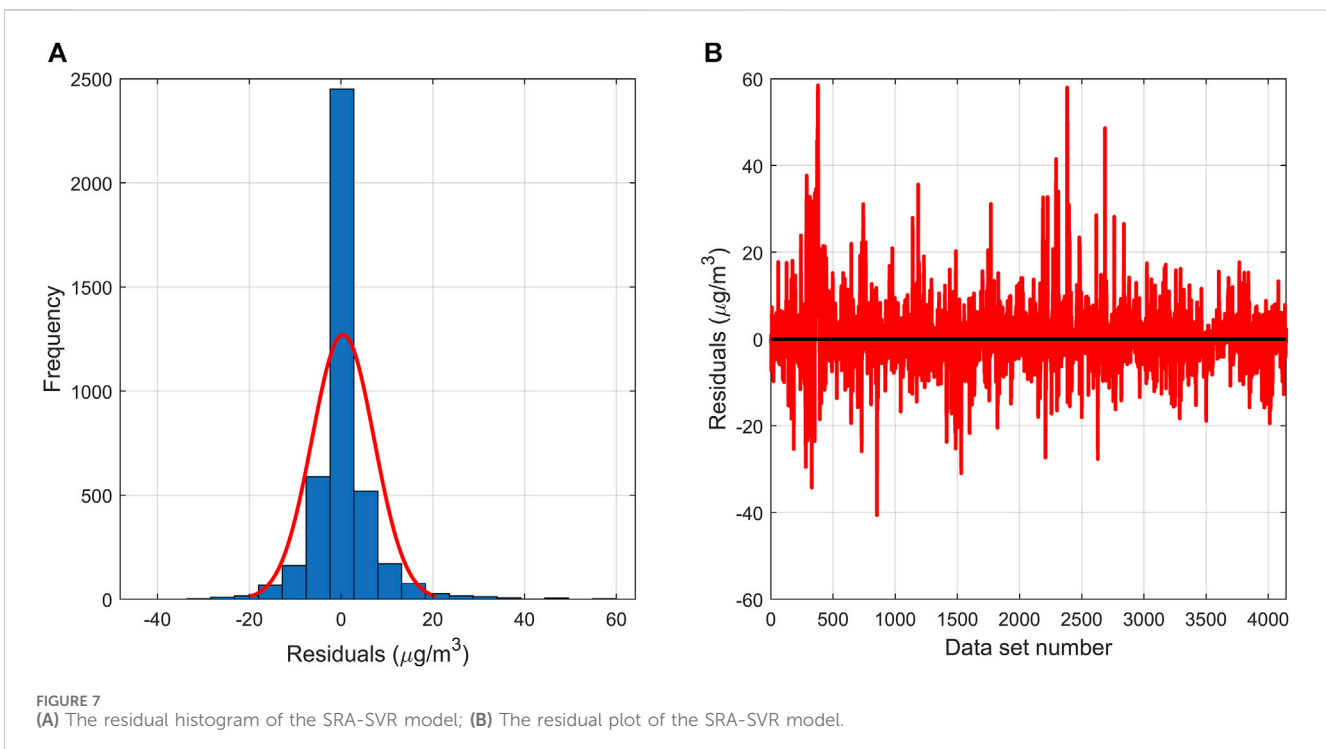 A
2500
2000
1500
1000
500
0
Frequency
-40 -20 0 20 40 60
Residuals (μg/m³)
B
60
40
20
0
-20
-40
-60
Residuals (μg/m³)
0 500 1000 1500 2000 2500 3000 3500 4000
Data set number
FIGURE 7
(A) The residual histogram of the SRA-SVR model; (B) The residual plot of the SRA-SVR model.